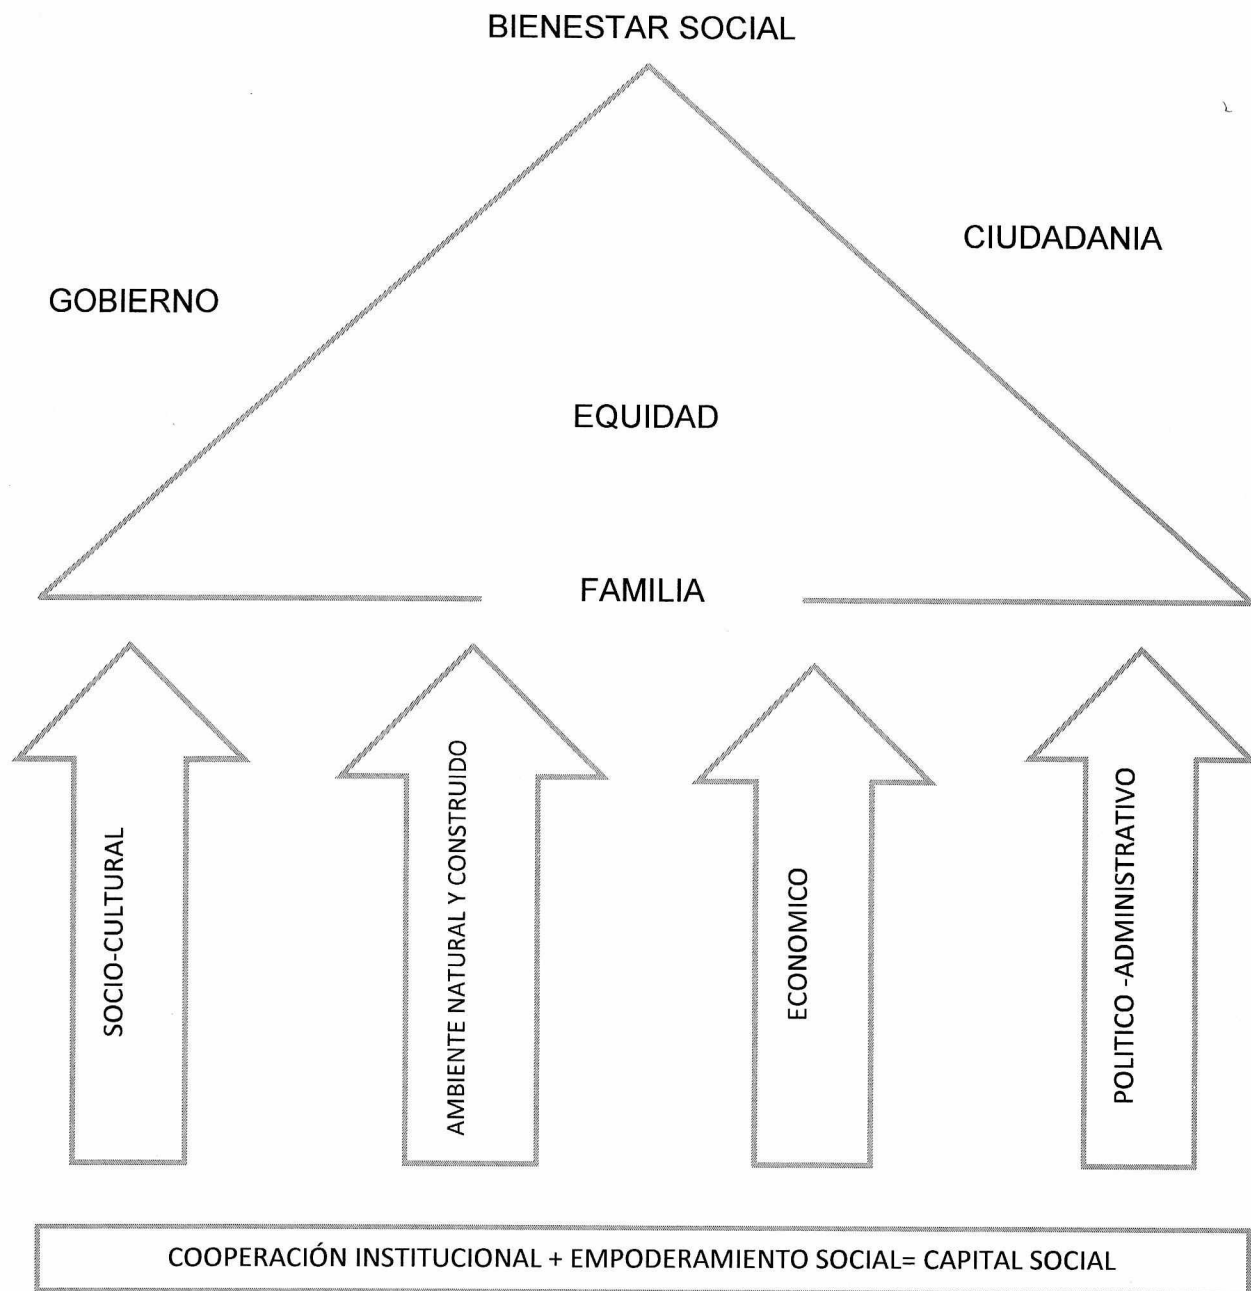 BIENESTAR SOCIAL
CIUDADANIA
GOBIERNO
EQUIDAD
FAMILIA
SOCIO-CULTURAL
AMBIENTE NATURAL Y CONSTRUIDO
ECONOMICO
POLITICO -ADMINISTRATIVO
COOPERACIÓN INSTITUCIONAL + EMPODERAMIENTO SOCIAL= CAPITAL SOCIAL